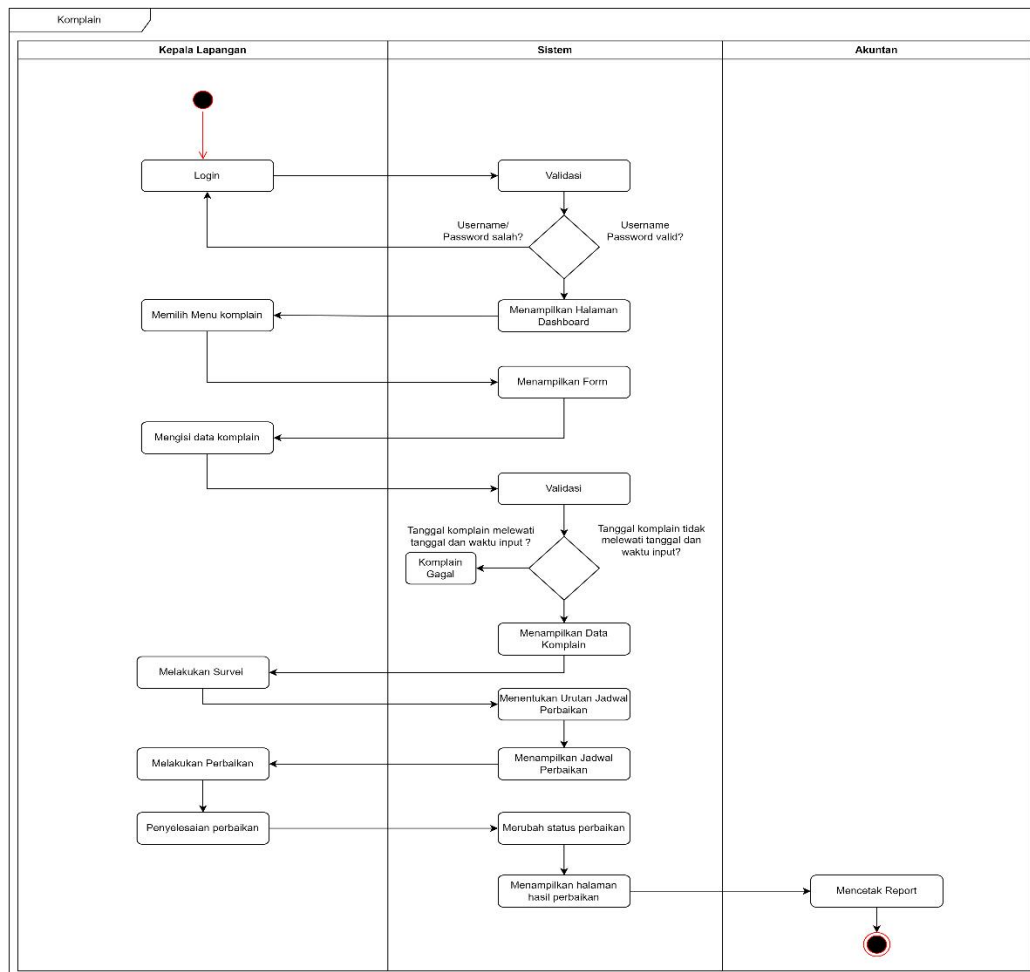 Komplain
Kepala Lapangan
Sistem
Akuntan
Login
Validasi
Username/
Password salah?
Username
Password valid?
Memilih Menu komplain
Menampilkan Halaman
Dashboard
Menampilkan Form
Mengisi data komplain
Validasi
Tanggal komplain melewati
tanggal dan waktu input ?
Tanggal komplain tidak
melewati tanggal dan
waktu input?
Komplain
Gagal
Menampilkan Data
Komplain
Melakukan Survei
Menentukan Urutan Jadwal
Perbaikan
Melakukan Perbaikan
Menampilkan Jadwal
Perbaikan
Penyelesaian perbaikan
Merubah status perbaikan
Menampilkan halaman
hasil perbaikan
Mencetak Report